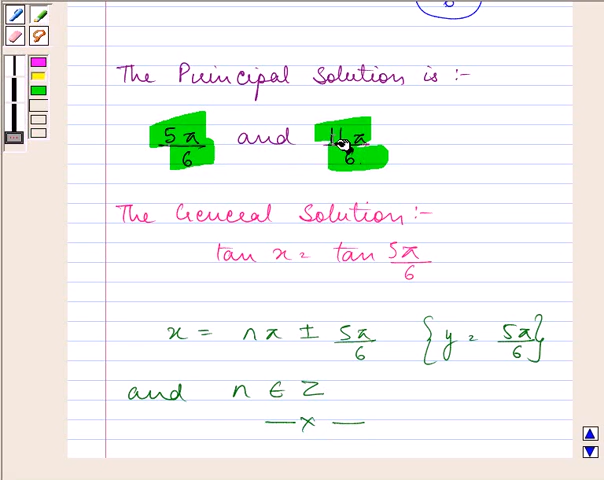 The Principal Solution is :-
5π/6 and 11π/6
The General Solution :-
tan x = tan 5π/6
x = nπ ± 5π/6 {y = 5π/6}
and n ∈ Z
—x—